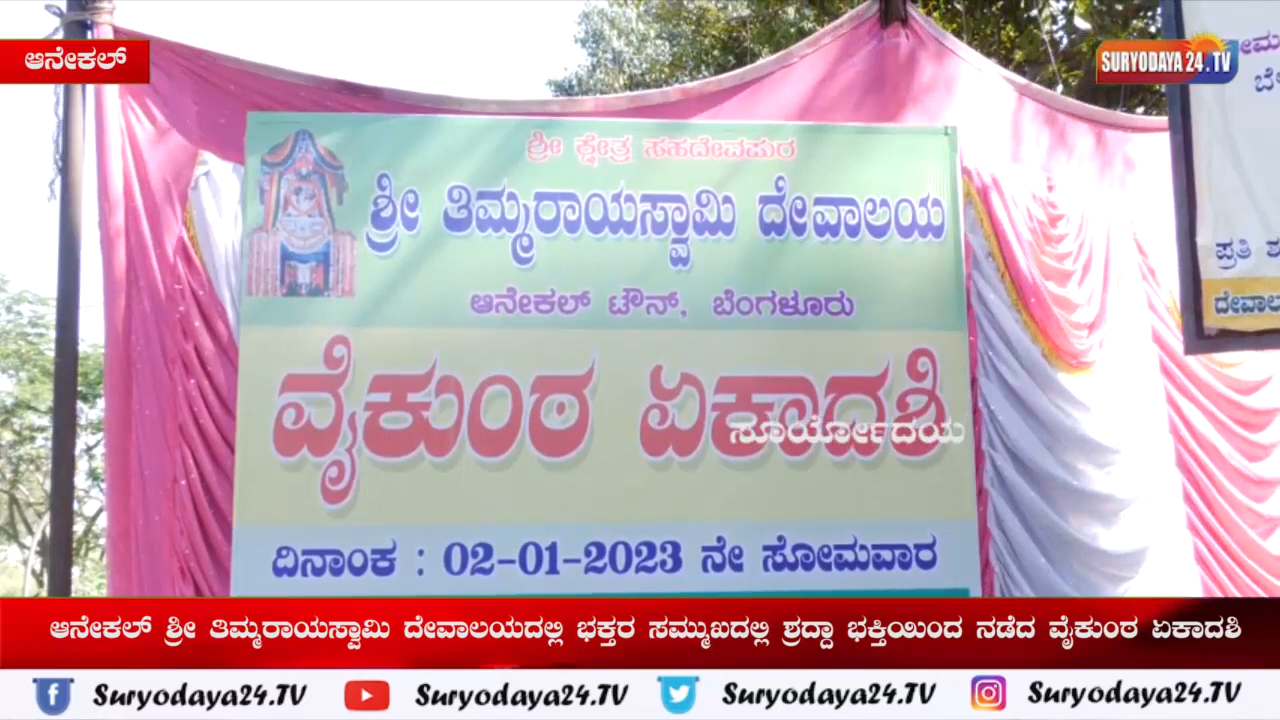 ಆನೇಕಲ್
SURYODAYA 24.TV
ಶ್ರೀ ಕ್ಷೇತ್ರ ಸಹದೇವಪುರ
ಶ್ರೀ ತಿಮ್ಮರಾಯಸ್ವಾಮಿ ದೇವಾಲಯ
ಆನೇಕಲ್ ಟೌನ್, ಬೆಂಗಳೂರು
ವೈಕುಂಠ ಏಕಾದಶಿ
ಸೂರ್ಯೋದಯ
ದಿನಾಂಕ : 02-01-2023 ನೇ ಸೋಮವಾರ
ಪ್ರತಿ
ಆನೇಕಲ್ ಶ್ರೀ ತಿಮ್ಮರಾಯಸ್ವಾಮಿ ದೇವಾಲಯದಲ್ಲಿ ಭಕ್ತರ ಸಮ್ಮುಖದಲ್ಲಿ ಶ್ರದ್ದಾ ಭಕ್ತಿಯಿಂದ ನಡೆದ ವೈಕುಂಠ ಏಕಾದಶಿ
Suryodaya24.TV Suryodaya24.TV Suryodaya24.TV Suryodaya24.TV